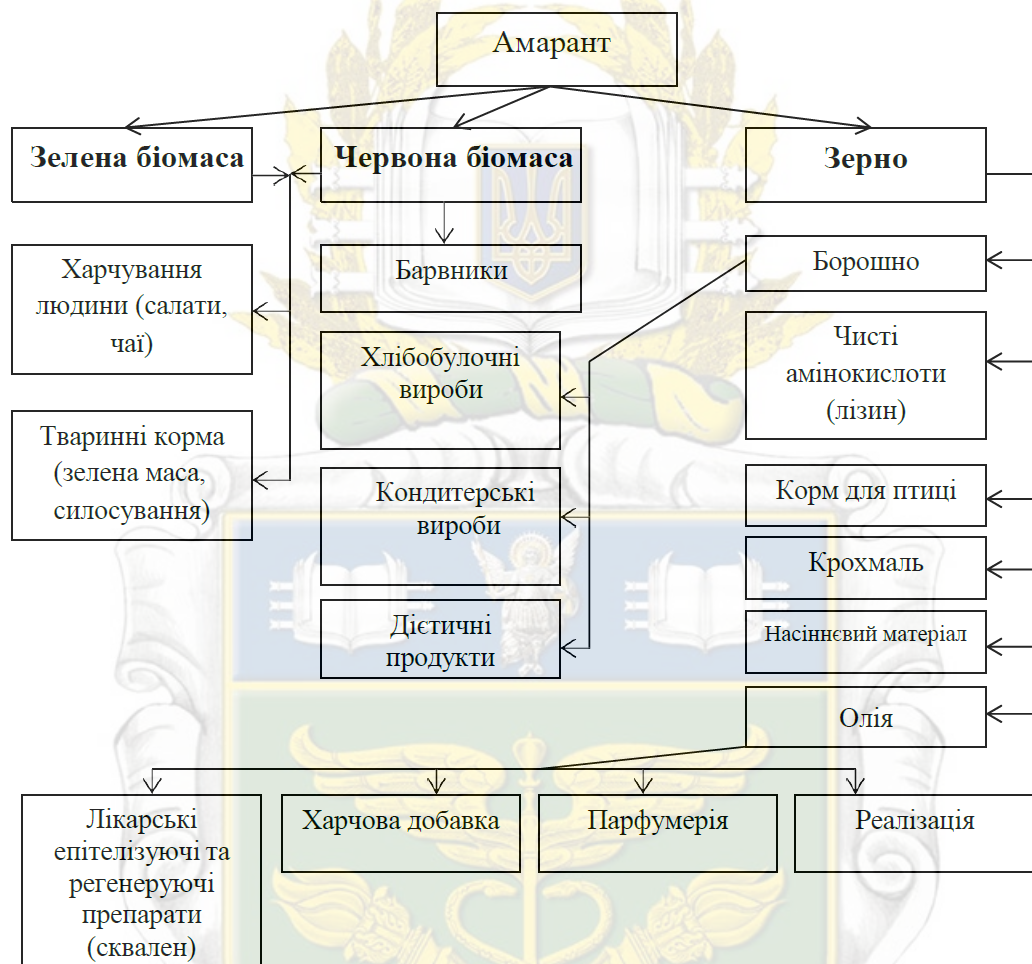 Амарант
Зелена біомаса
Червона біомаса
Зерно
Харчування
людини (салати,
чаї)
Тваринні корма
(зелена маса,
силосування)
Барвники
Хлібобулочні
вироби
Кондитерські
вироби
Дієтичні
продукти
Борошно
Чисті
амінокислоти
(лізин)
Корм для птиці
Крохмаль
Насіннєвий матеріал
Олія
Лікарські
епітелізуючі та
регенеруючі
препарати
(сквален)
Харчова добавка
Парфумерія
Реалізація